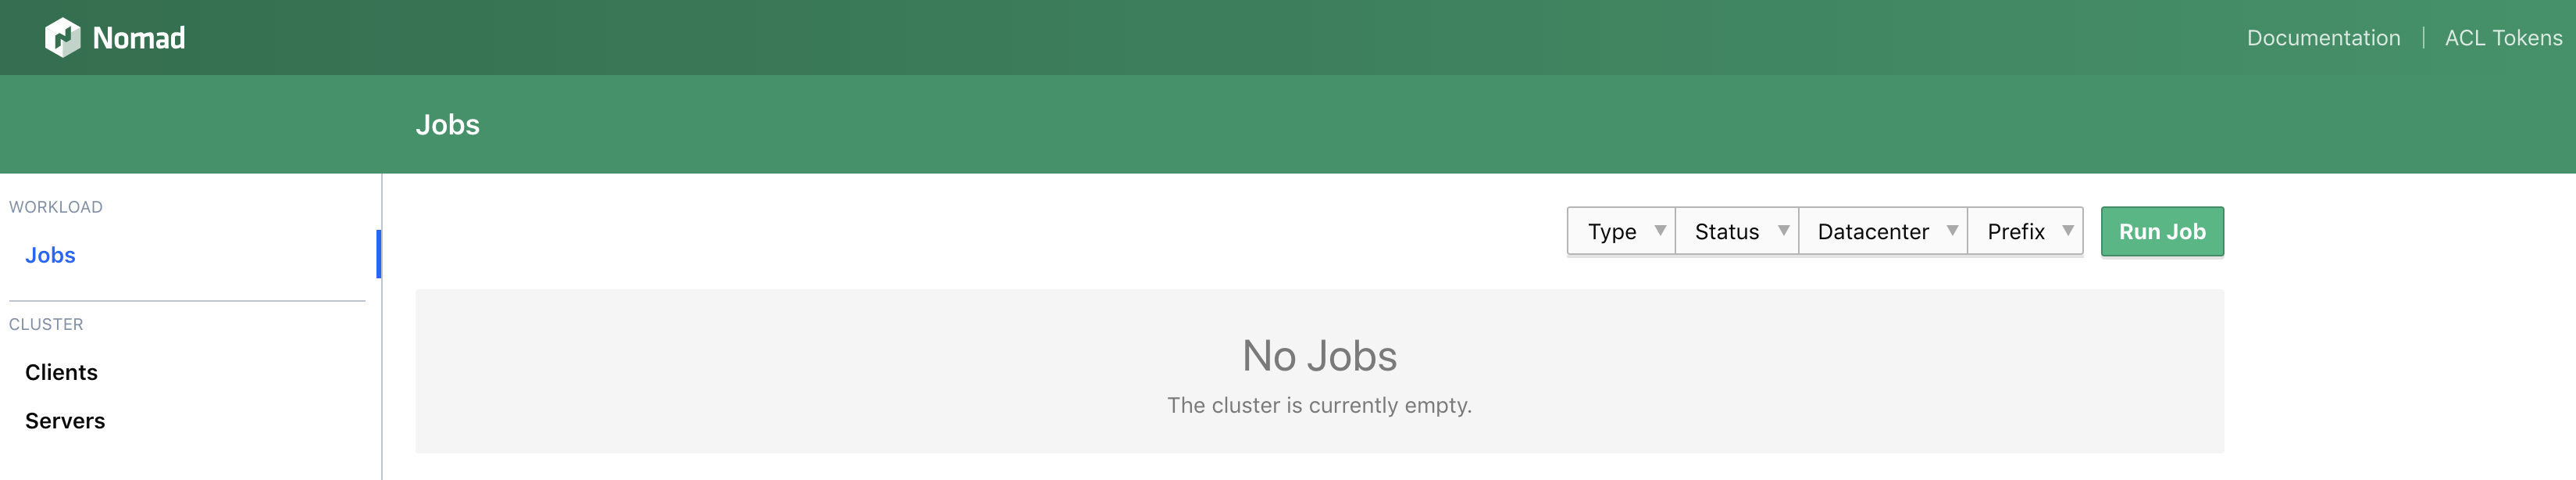 Nomad
Documentation | ACL Tokens
Jobs
WORKLOAD
Jobs
CLUSTER
Clients
Servers
Type Status Datacenter Prefix Run Job
No Jobs
The cluster is currently empty.